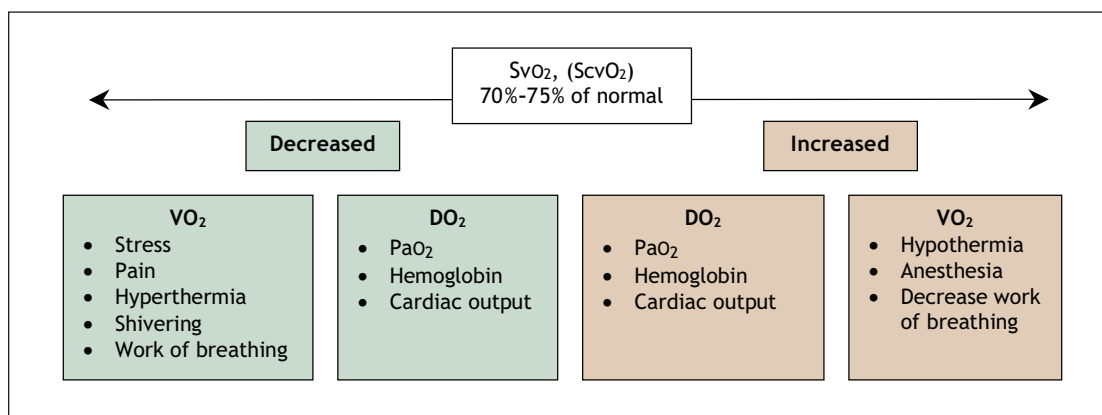 SvO₂, (ScvO₂)
70%-75% of normal
Decreased
Increased
VO₂
• Stress
• Pain
• Hyperthermia
• Shivering
• Work of breathing
DO₂
• PaO₂
• Hemoglobin
• Cardiac output
DO₂
• PaO₂
• Hemoglobin
• Cardiac output
VO₂
• Hypothermia
• Anesthesia
• Decrease work
of breathing